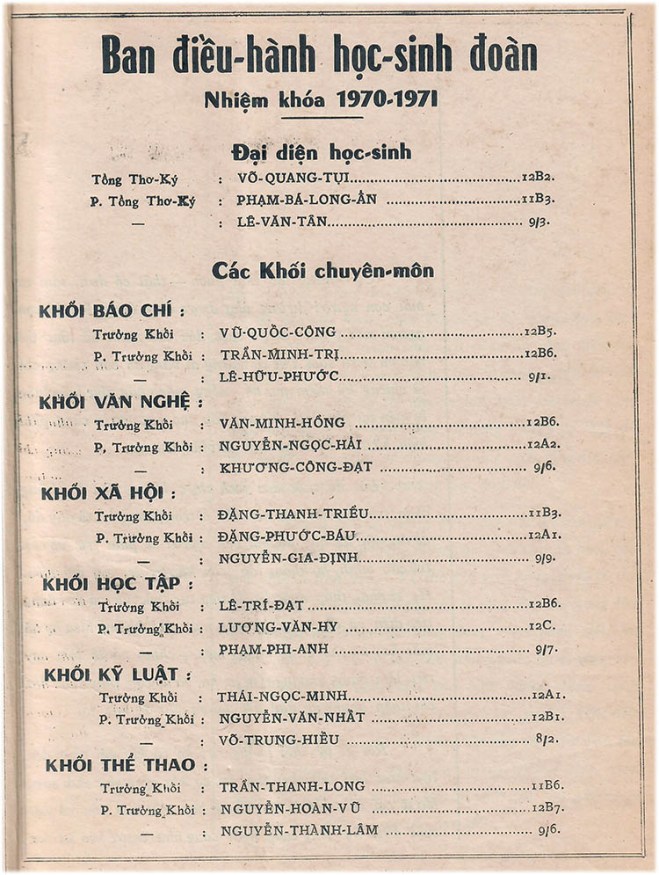 Ban điều-hành học-sinh đoàn
Nhiệm khóa 1970-1971
Đại diện học-sinh
Tổng Thơ-Ký : VÕ-QUANG-TỤI...12B2.
P. Tổng Thơ-Ký : PHẠM-BÁ-LONG-ẨN ...11B3.
— : LÊ-VĂN-TÂN...9/3.
Các Khối chuyên-môn
KHỐI BÁO CHÍ :
Trưởng Khối : VŨ-QUỐC-CÔNG ...12B5.
P. Trưởng Khối : TRẦN-MINH-TRỊ...12B6.
— : LÊ-HỮU-PHƯỚC...9/1.
KHỐI VĂN NGHỆ :
Trưởng Khối : VĂN-MINH-HỒNG ...12B6.
P. Trưởng Khối : NGUYỄN-NGỌC-HẢI ...12A2.
— : KHƯƠNG-CÔNG-ĐẠT ...9/6.
KHỐI XÃ HỘI :
Trưởng Khối : ĐẶNG-THANH-TRIỀU...11B3.
P. Trưởng Khối : ĐẶNG-PHƯỚC-BÁU...12A1.
— : NGUYỄN-GIA-ĐỊNH...9/9.
KHỐI HỌC TẬP :
Trưởng Khối : LÊ-TRÍ-ĐẠT...12B6.
P. Trưởng Khối : LƯƠNG-VĂN-HY ...12C.
— : PHẠM-PHI-ANH ...9/7.
KHỐI KỸ LUẬT :
Trưởng Khối : THÁI-NGỌC-MINH...12A1.
P. Trưởng Khối : NGUYỄN-VĂN-NHẤT ...12B1.
— : VÕ-TRUNG-HIẾU ...8/2.
KHỐI THỂ THAO :
Trưởng Khối : TRẦN-THANH-LONG ...11B6.
P. Trưởng Khối : NGUYỄN-HOÀN-VŨ ...12B7.
— : NGUYỄN-THÀNH-LÂM ...9/6.